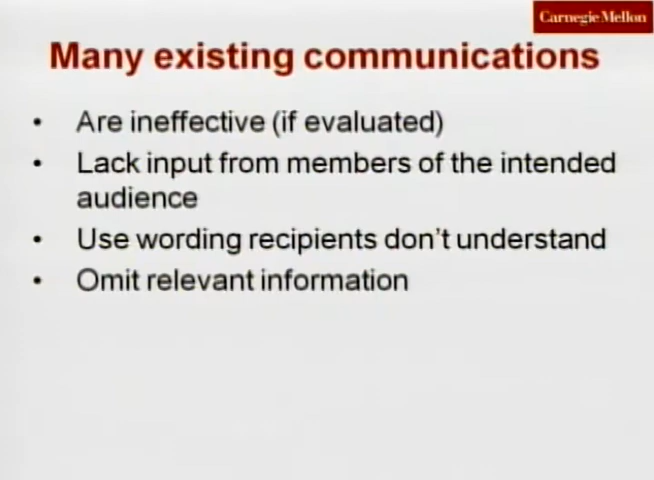 Carnegie Mellon
Many existing communications
• Are ineffective (if evaluated)
• Lack input from members of the intended
audience
• Use wording recipients don't understand
• Omit relevant information